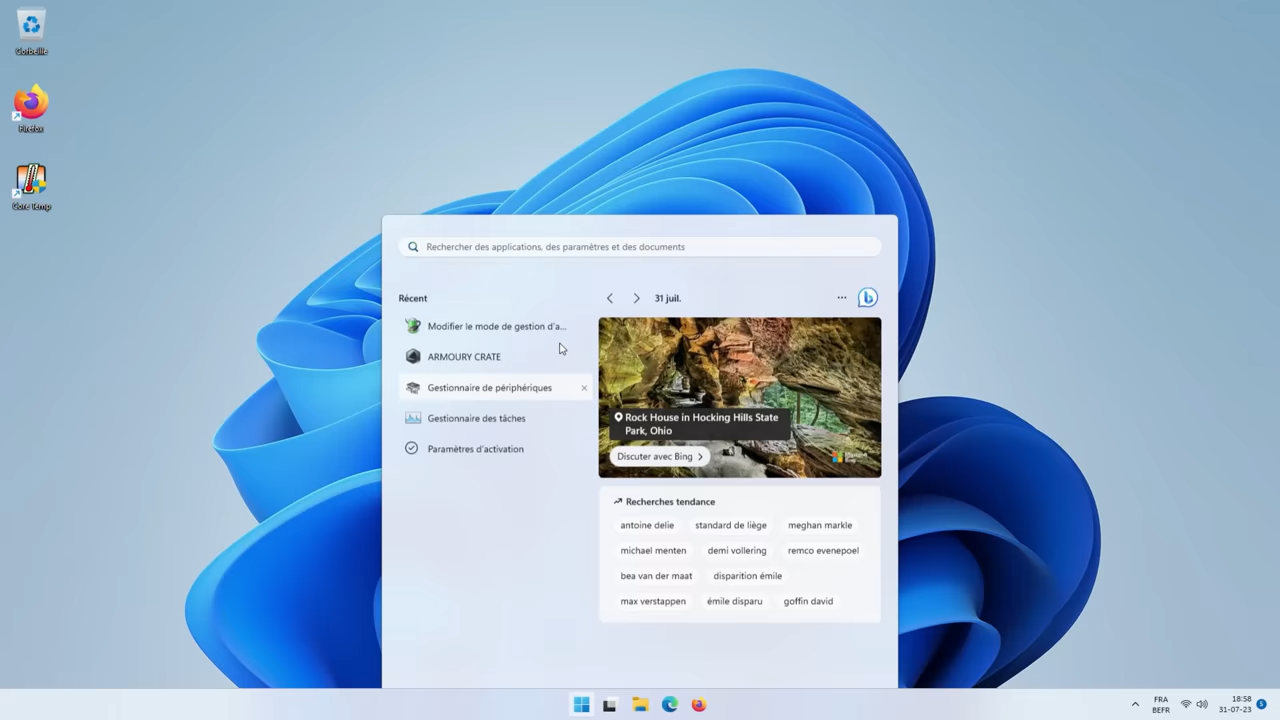 Corbeille
Firefox
Core Temp
Rechercher des applications, des paramètres et des documents
Récent
Modifier le mode de gestion d'a...
ARMOURY CRATE
Gestionnaire de périphériques
Gestionnaire des tâches
Paramètres d'activation
31 juil.
Rock House in Hocking Hills State
Park, Ohio
Discuter avec Bing
Recherches tendance
antoine delie
standard de liège
meghan markle
michael menten
demi vollering
remco evenepoel
bea van der maat
disparition émile
max verstappen
émile disparu
goffin david
FRA
BEFR
18:58
31-07-23
5